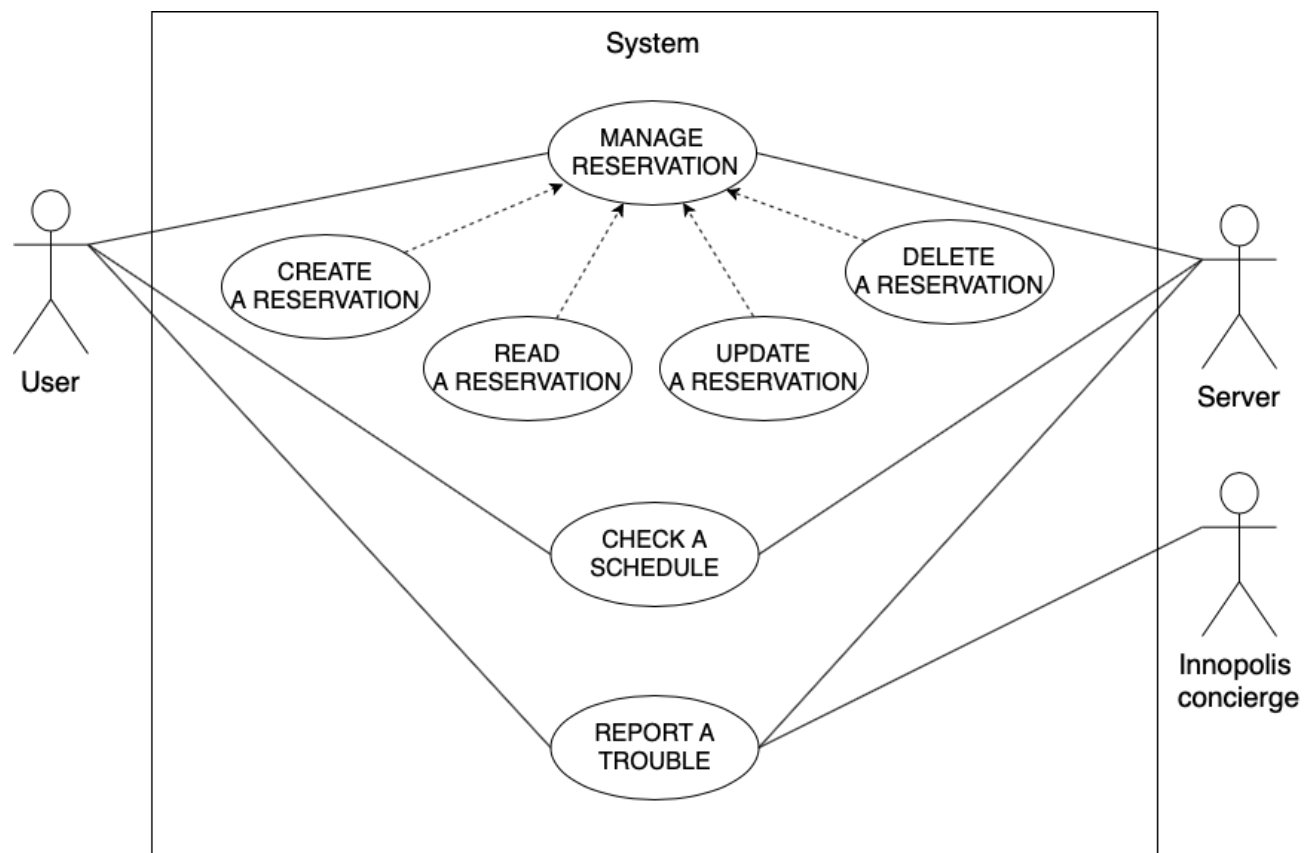 System
MANAGE
RESERVATION
CREATE
A RESERVATION
DELETE
A RESERVATION
READ
A RESERVATION
UPDATE
A RESERVATION
User
Server
CHECK A
SCHEDULE
Innopolis
concierge
REPORT A
TROUBLE